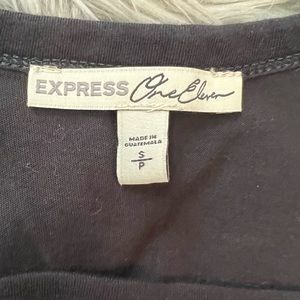 EXPRESS One Eleven
MADE IN
GUATEMALA
S
P